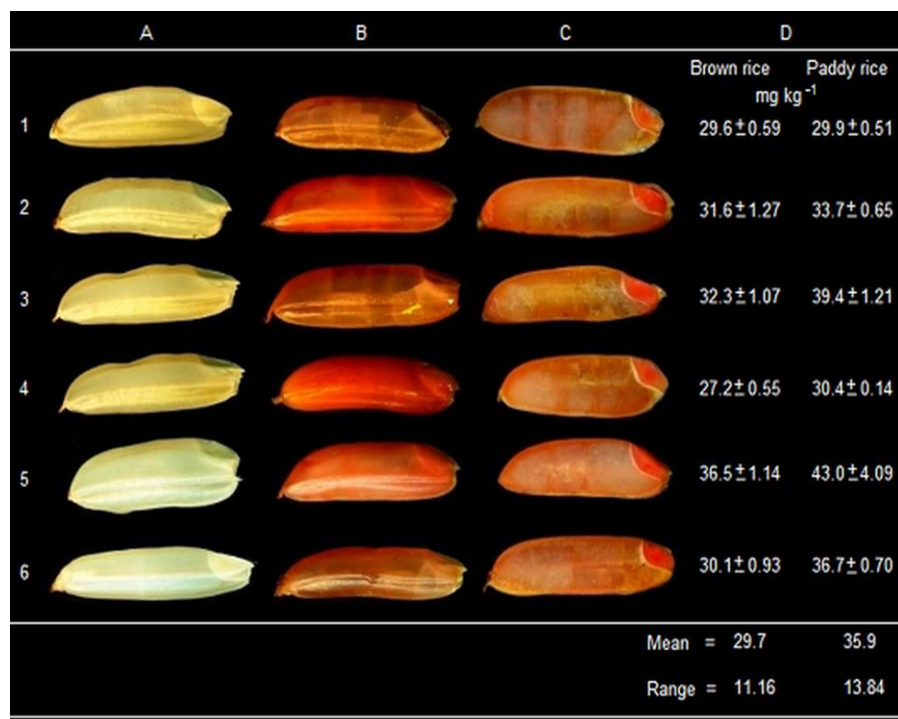 A B C D
Brown rice Paddy rice
mg kg-1
1 29.6±0.59 29.9±0.51
2 31.6±1.27 33.7±0.65
3 32.3±1.07 39.4±1.21
4 27.2±0.55 30.4±0.14
5 36.5±1.14 43.0±4.09
6 30.1±0.93 36.7±0.70
Mean = 29.7 35.9
Range = 11.16 13.84